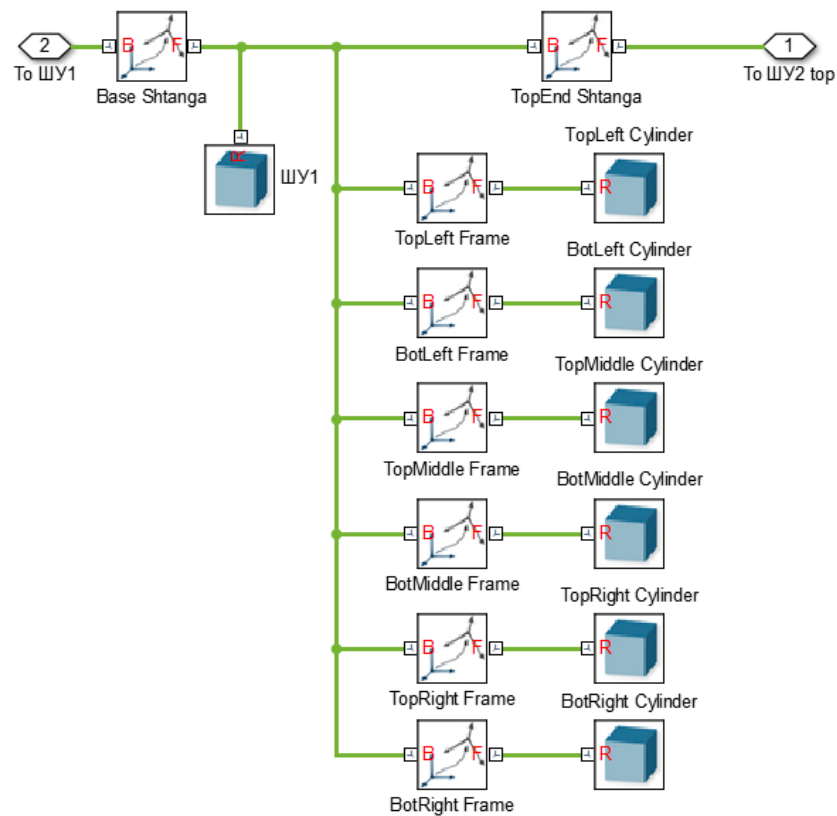 2
B F
B F
1
To ШУ1
Base Shtanga
TopEnd Shtanga
To ШУ2 top
R
ШУ1
TopLeft Cylinder
B F
R
TopLeft Frame
BotLeft Cylinder
B F
R
BotLeft Frame
TopMiddle Cylinder
B F
R
TopMiddle Frame
BotMiddle Cylinder
B F
R
BotMiddle Frame
TopRight Cylinder
B F
R
TopRight Frame
BotRight Cylinder
B F
R
BotRight Frame